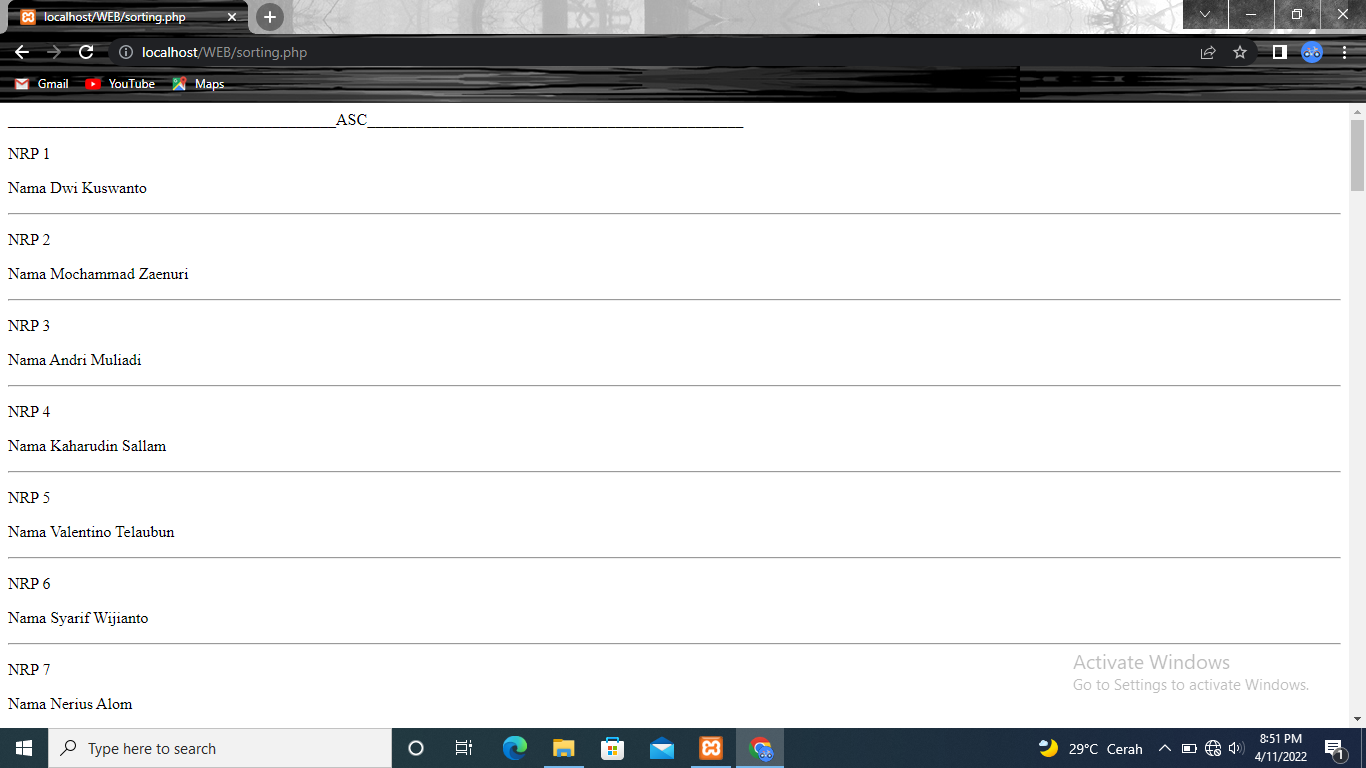 localhost/WEB/sorting.php
localhost/WEB/sorting.php
Gmail YouTube Maps
_________________________________________ASC_______________________________________________
NRP 1
Nama Dwi Kuswanto
NRP 2
Nama Mochammad Zaenuri
NRP 3
Nama Andri Muliadi
NRP 4
Nama Kaharudin Sallam
NRP 5
Nama Valentino Telaubun
NRP 6
Nama Syarif Wijianto
NRP 7
Nama Nerius Alom
Activate Windows
Go to Settings to activate Windows.
Type here to search
29°C Cerah
8:51 PM
4/11/2022
1